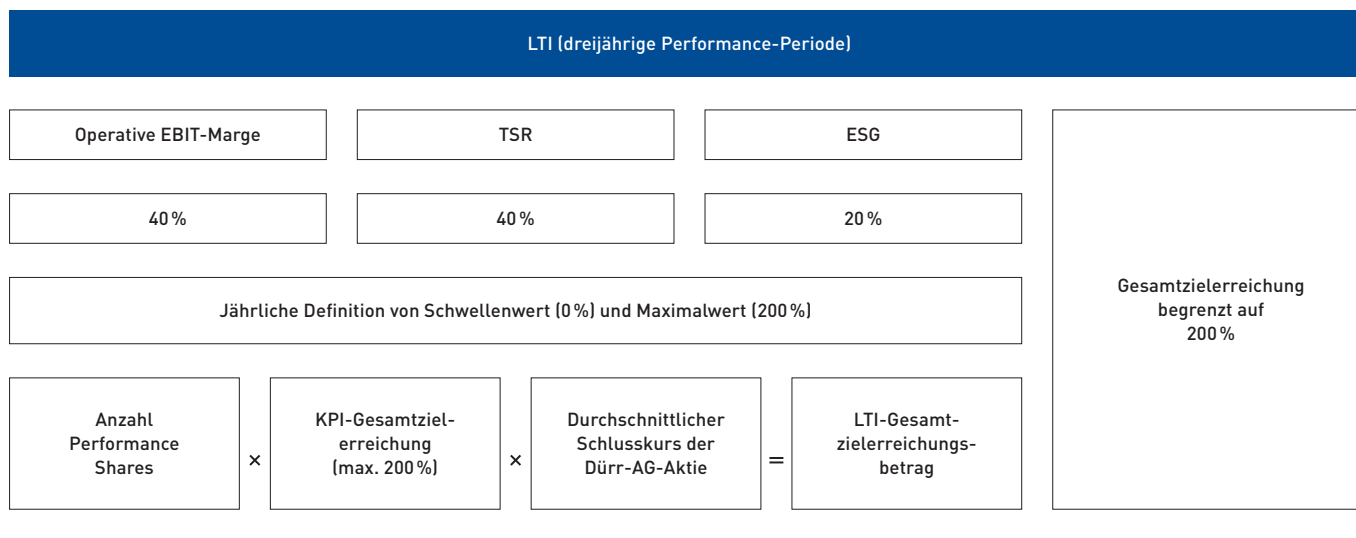 LTI (dreijährige Performance-Periode)
Operative EBIT-Marge
TSR
ESG
40 %
40 %
20 %
Jährliche Definition von Schwellenwert (0 %) und Maximalwert (200 %)
Gesamtzielerreichung
begrenzt auf
200 %
Anzahl
Performance
Shares
×
KPI-Gesamtziel-
erreichung
(max. 200 %)
×
Durchschnittlicher
Schlusskurs der
Dürr-AG-Aktie
=
LTI-Gesamt-
zielerreichungs-
betrag